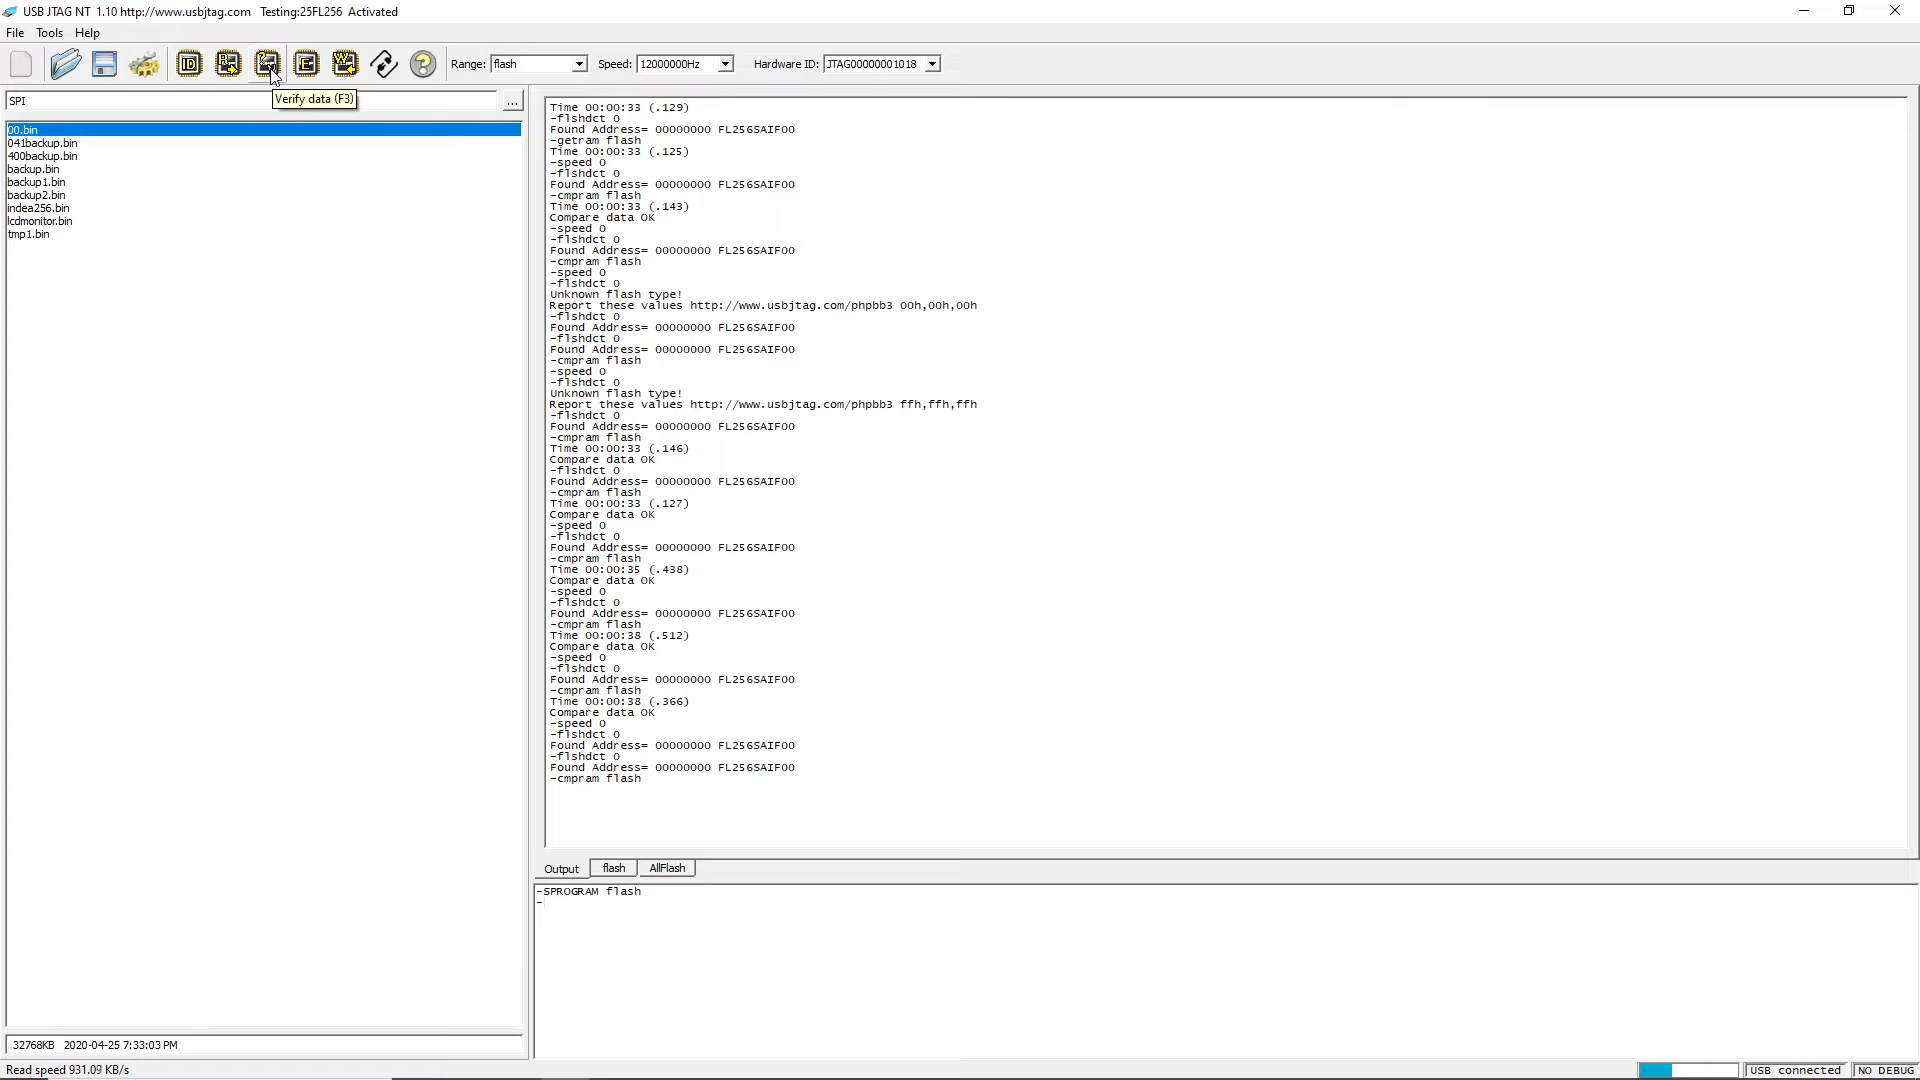 USB JTAG NT 1.10 http://www.usbjtag.com Testing:25FL256 Activated
File Tools Help
ID R ? E W ?
Range: flash Speed: 12000000Hz Hardware ID: JTAG00000001018
Verify data (F3)
SPI ...
00.bin
041backup.bin
400backup.bin
backup.bin
backup1.bin
backup2.bin
indea256.bin
lcdmonitor.bin
tmp1.bin
32768KB 2020-04-25 7:33:03 PM
Time 00:00:33 (.129)
-flshdct 0
Found Address= 00000000 FL256SAIF00
-getram flash
Time 00:00:33 (.125)
-speed 0
-flshdct 0
Found Address= 00000000 FL256SAIF00
-cmpram flash
Time 00:00:33 (.143)
Compare data OK
-speed 0
-flshdct 0
Found Address= 00000000 FL256SAIF00
-cmpram flash
-speed 0
-flshdct 0
Unknown flash type!
Report these values http://www.usbjtag.com/phpbb3 00h,00h,00h
-flshdct 0
Found Address= 00000000 FL256SAIF00
-flshdct 0
Found Address= 00000000 FL256SAIF00
-cmpram flash
-speed 0
-flshdct 0
Unknown flash type!
Report these values http://www.usbjtag.com/phpbb3 ffh,ffh,ffh
-flshdct 0
Found Address= 00000000 FL256SAIF00
-cmpram flash
Time 00:00:33 (.146)
Compare data OK
-flshdct 0
Found Address= 00000000 FL256SAIF00
-cmpram flash
Time 00:00:33 (.127)
Compare data OK
-speed 0
-flshdct 0
Found Address= 00000000 FL256SAIF00
-cmpram flash
Time 00:00:35 (.438)
Compare data OK
-speed 0
-flshdct 0
Found Address= 00000000 FL256SAIF00
-cmpram flash
Time 00:00:38 (.512)
Compare data OK
-speed 0
-flshdct 0
Found Address= 00000000 FL256SAIF00
-cmpram flash
Time 00:00:38 (.366)
Compare data OK
-speed 0
-flshdct 0
Found Address= 00000000 FL256SAIF00
-flshdct 0
Found Address= 00000000 FL256SAIF00
-cmpram flash
Output flash AllFlash
-SPROGRAM flash
-
Read speed 931.09 KB/s USB connected NO DEBUG